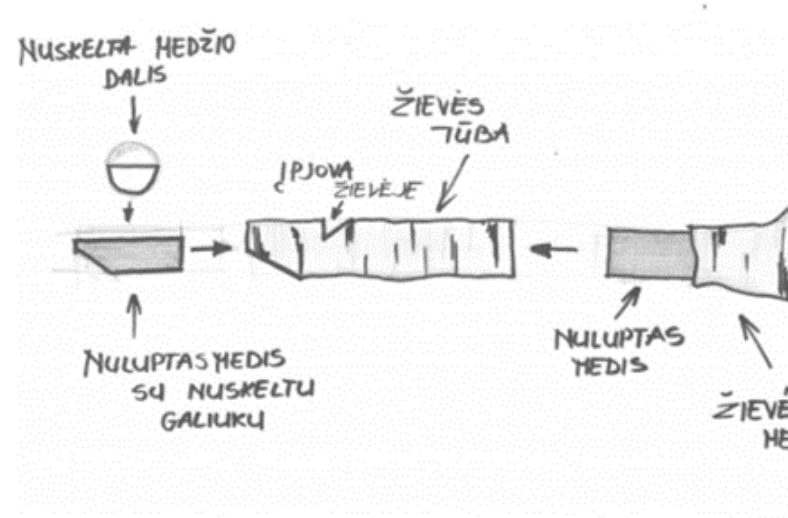 NUSKELTA MEDŽIO
DALIS
ŽIEVĖS
TŪBA
ĮPJOVA
ŽIEVĖJE
NULUPTAS MEDIS
SU NUSKELTU
GALIUKU
NULUPTAS
MEDIS